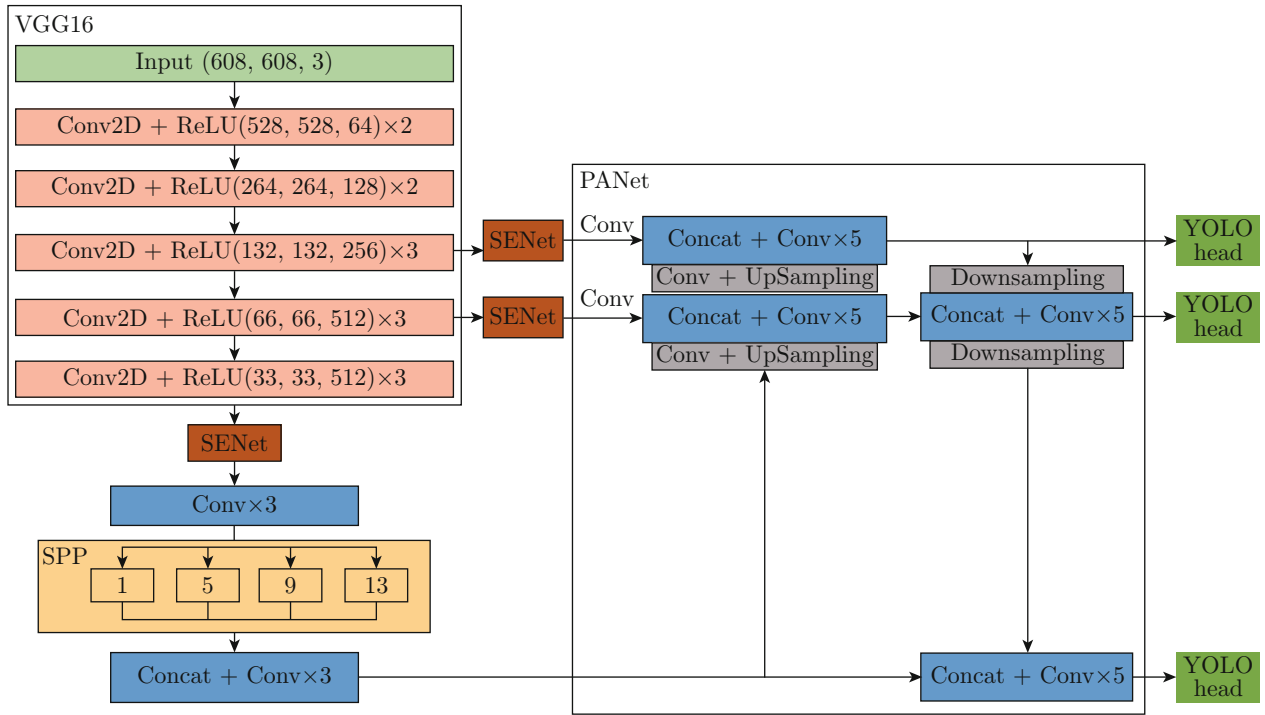 VGG16
Input (608, 608, 3)
Conv2D + ReLU(528, 528, 64)×2
Conv2D + ReLU(264, 264, 128)×2
Conv2D + ReLU(132, 132, 256)×3
Conv2D + ReLU(66, 66, 512)×3
Conv2D + ReLU(33, 33, 512)×3
SENet
Conv×3
SPP
1 5 9 13
Concat + Conv×3
SENet
SENet
PANet
Conv
Concat + Conv×5
Conv + UpSampling
Conv
Concat + Conv×5
Conv + UpSampling
Downsampling
Concat + Conv×5
Downsampling
Concat + Conv×5
YOLO
head
YOLO
head
YOLO
head